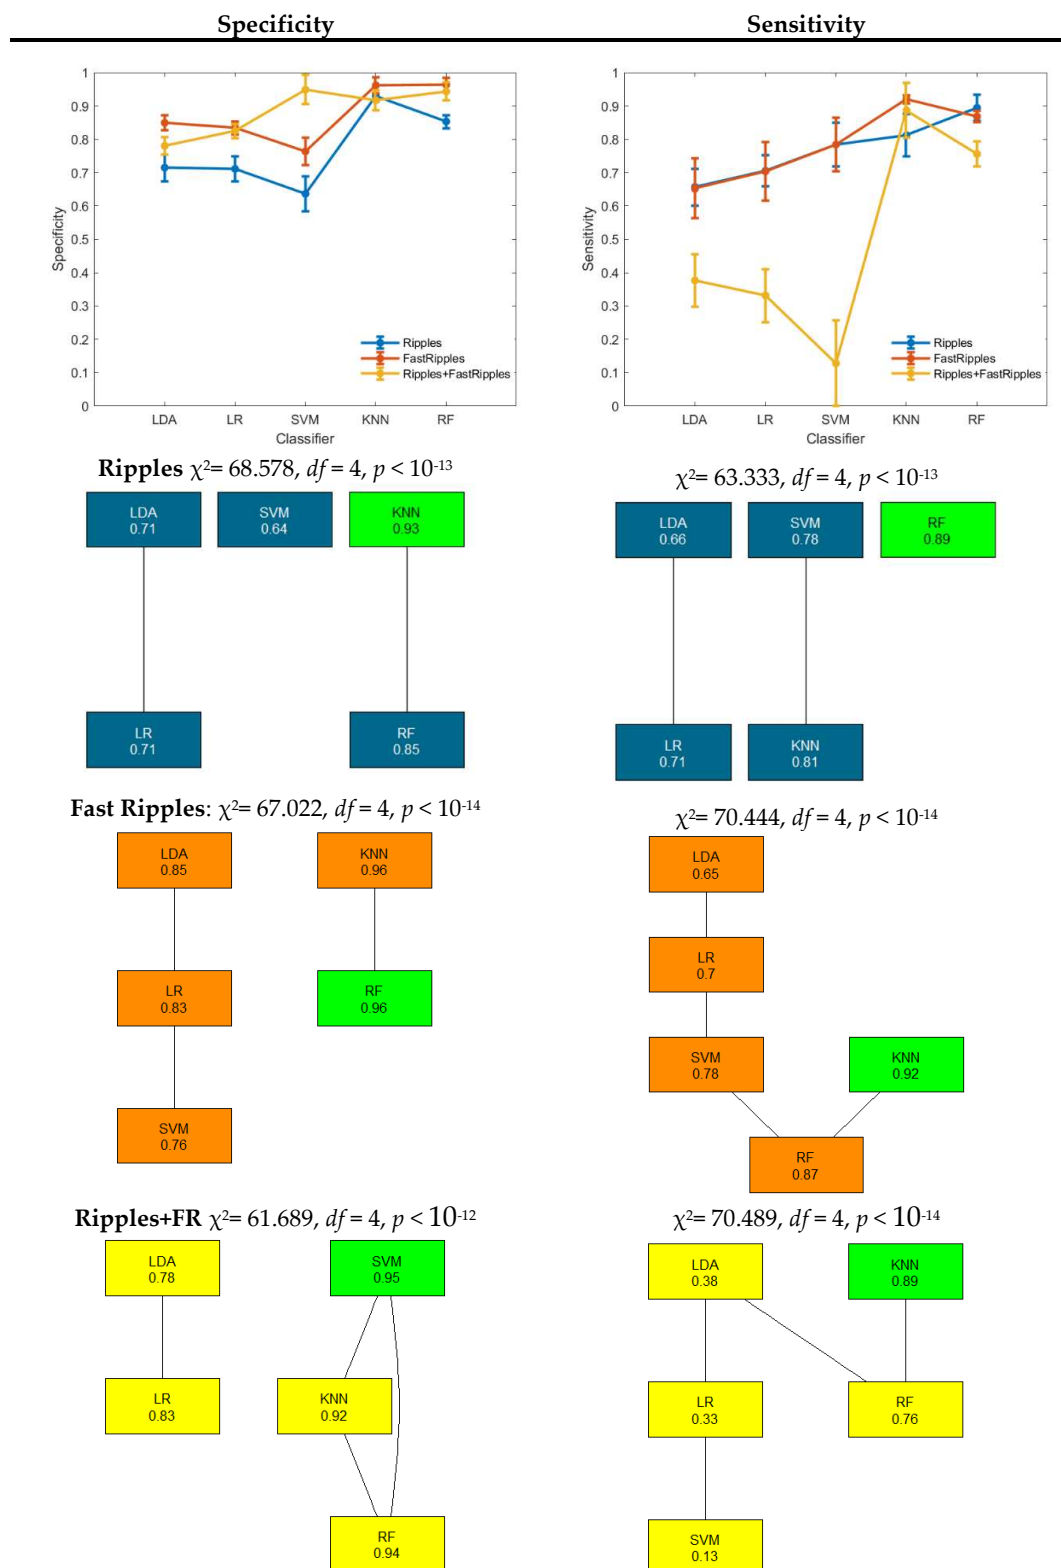 Specificity Sensitivity
1
0.9
0.8
0.7
0.6
0.5
0.4
0.3
0.2
0.1
0
Specificity
LDA LR SVM KNN RF
Classifier
Ripples
FastRipples
Ripples+FastRipples
1
0.9
0.8
0.7
0.6
0.5
0.4
0.3
0.2
0.1
0
Sensitivity
LDA LR SVM KNN RF
Classifier
Ripples
FastRipples
Ripples+FastRipples
Ripples χ²= 68.578, df = 4, p < 10⁻¹³
LDA
0.71
SVM
0.64
KNN
0.93
LR
0.71
RF
0.85
χ²= 63.333, df = 4, p < 10⁻¹³
LDA
0.66
SVM
0.78
RF
0.89
LR
0.71
KNN
0.81
Fast Ripples: χ²= 67.022, df = 4, p < 10⁻¹⁴
LDA
0.85
KNN
0.96
LR
0.83
RF
0.96
SVM
0.76
χ²= 70.444, df = 4, p < 10⁻¹⁴
LDA
0.65
LR
0.7
SVM
0.78
KNN
0.92
RF
0.87
Ripples+FR χ²= 61.689, df = 4, p < 10⁻¹²
LDA
0.78
SVM
0.95
LR
0.83
KNN
0.92
RF
0.94
χ²= 70.489, df = 4, p < 10⁻¹⁴
LDA
0.38
KNN
0.89
LR
0.33
RF
0.76
SVM
0.13